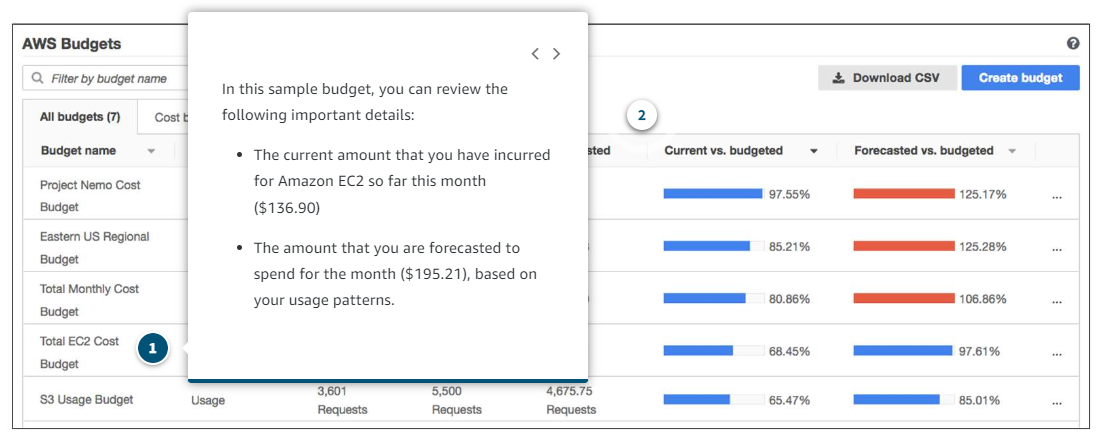 AWS Budgets
Filter by budget name
Download CSV
Create budget
All budgets (7)
Cost b
2
Budget name
sted
Current vs. budgeted
Forecasted vs. budgeted
In this sample budget, you can review the
following important details:
• The current amount that you have incurred
for Amazon EC2 so far this month
($136.90)
• The amount that you are forecasted to
spend for the month ($195.21), based on
your usage patterns.
Project Nemo Cost
Budget
97.55%
125.17%
...
Eastern US Regional
Budget
85.21%
125.28%
...
Total Monthly Cost
Budget
80.86%
106.86%
...
Total EC2 Cost
Budget
1
68.45%
97.61%
...
S3 Usage Budget
Usage
3,601
Requests
5,500
Requests
4,675.75
Requests
65.47%
85.01%
...